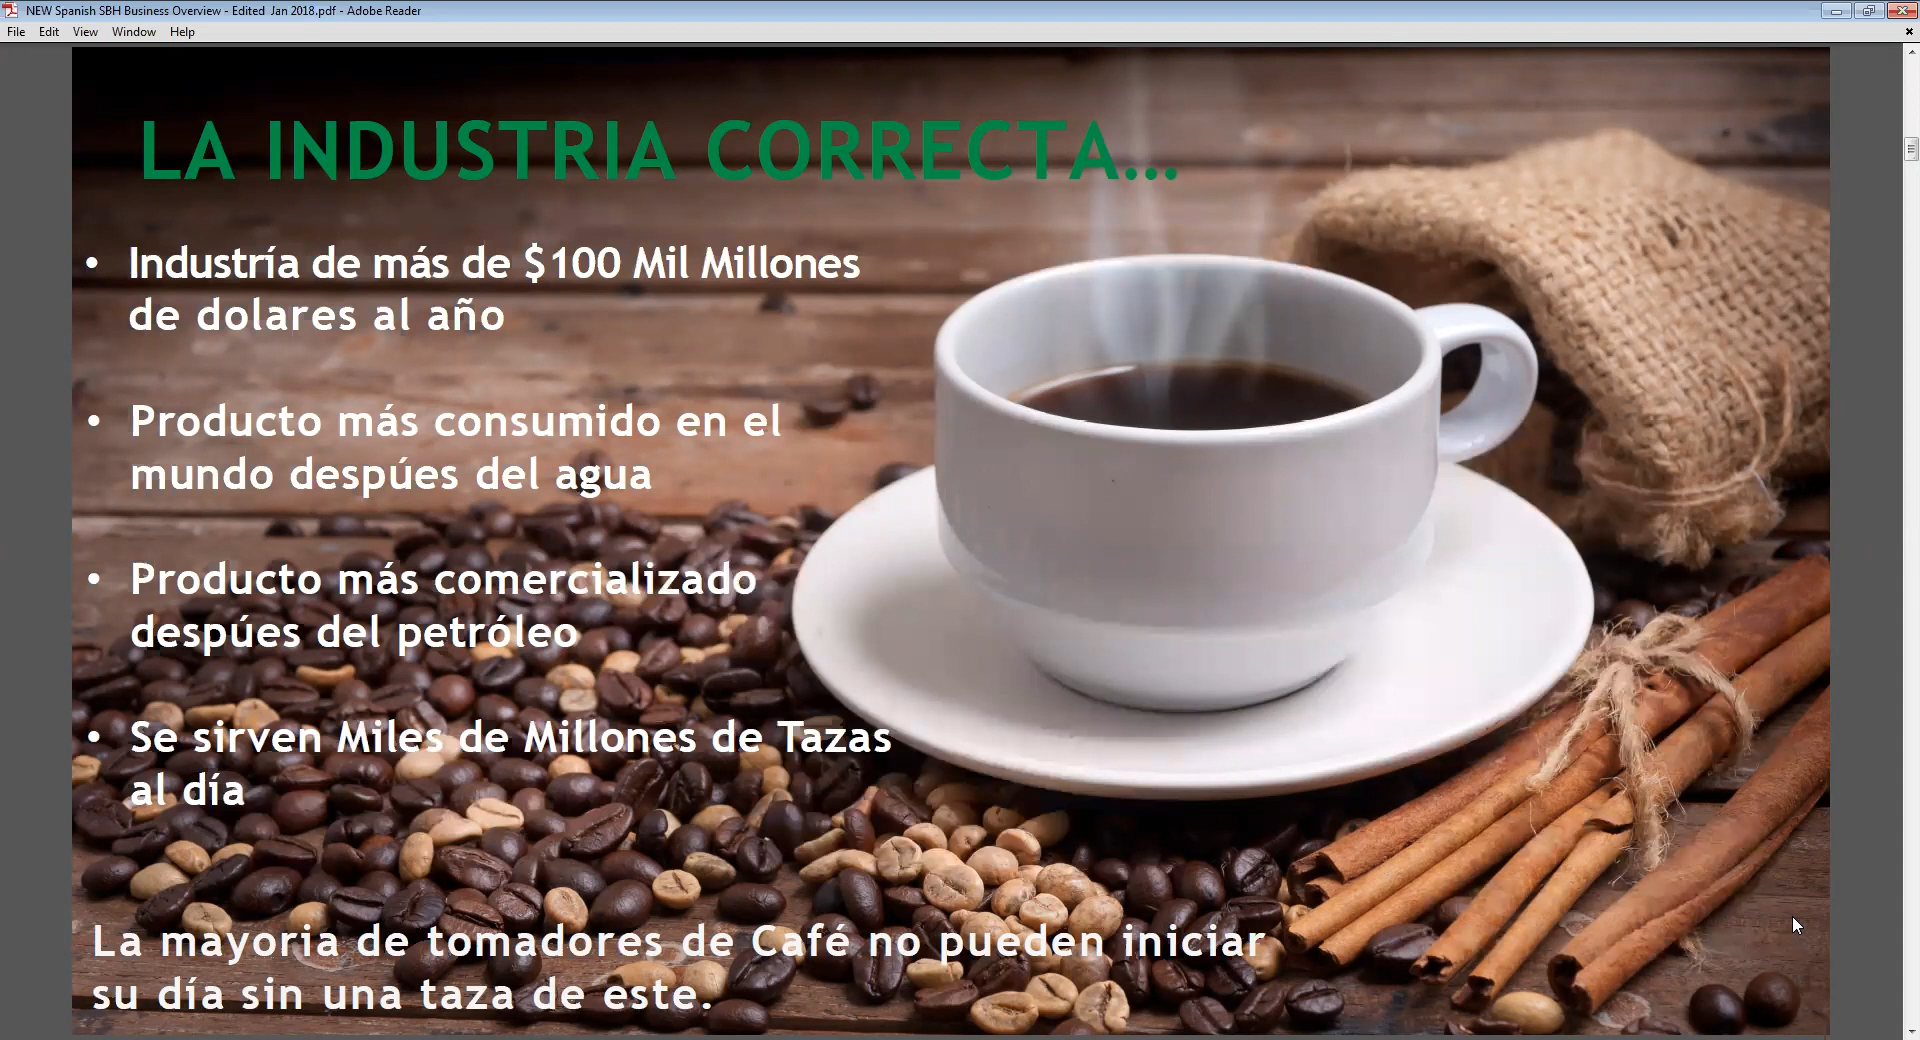 NEW Spanish SBH Business Overview - Edited  Jan 2018.pdf - Adobe Reader
File Edit View Window Help
LA INDUSTRIA CORRECTA...
• Industría de más de $100 Mil Millones
de dolares al año
• Producto más consumido en el
mundo despúes del agua
• Producto más comercializado
despúes del petróleo
• Se sirven Miles de Millones de Tazas
al día
La mayoria de tomadores de Café no pueden iniciar
su día sin una taza de este.